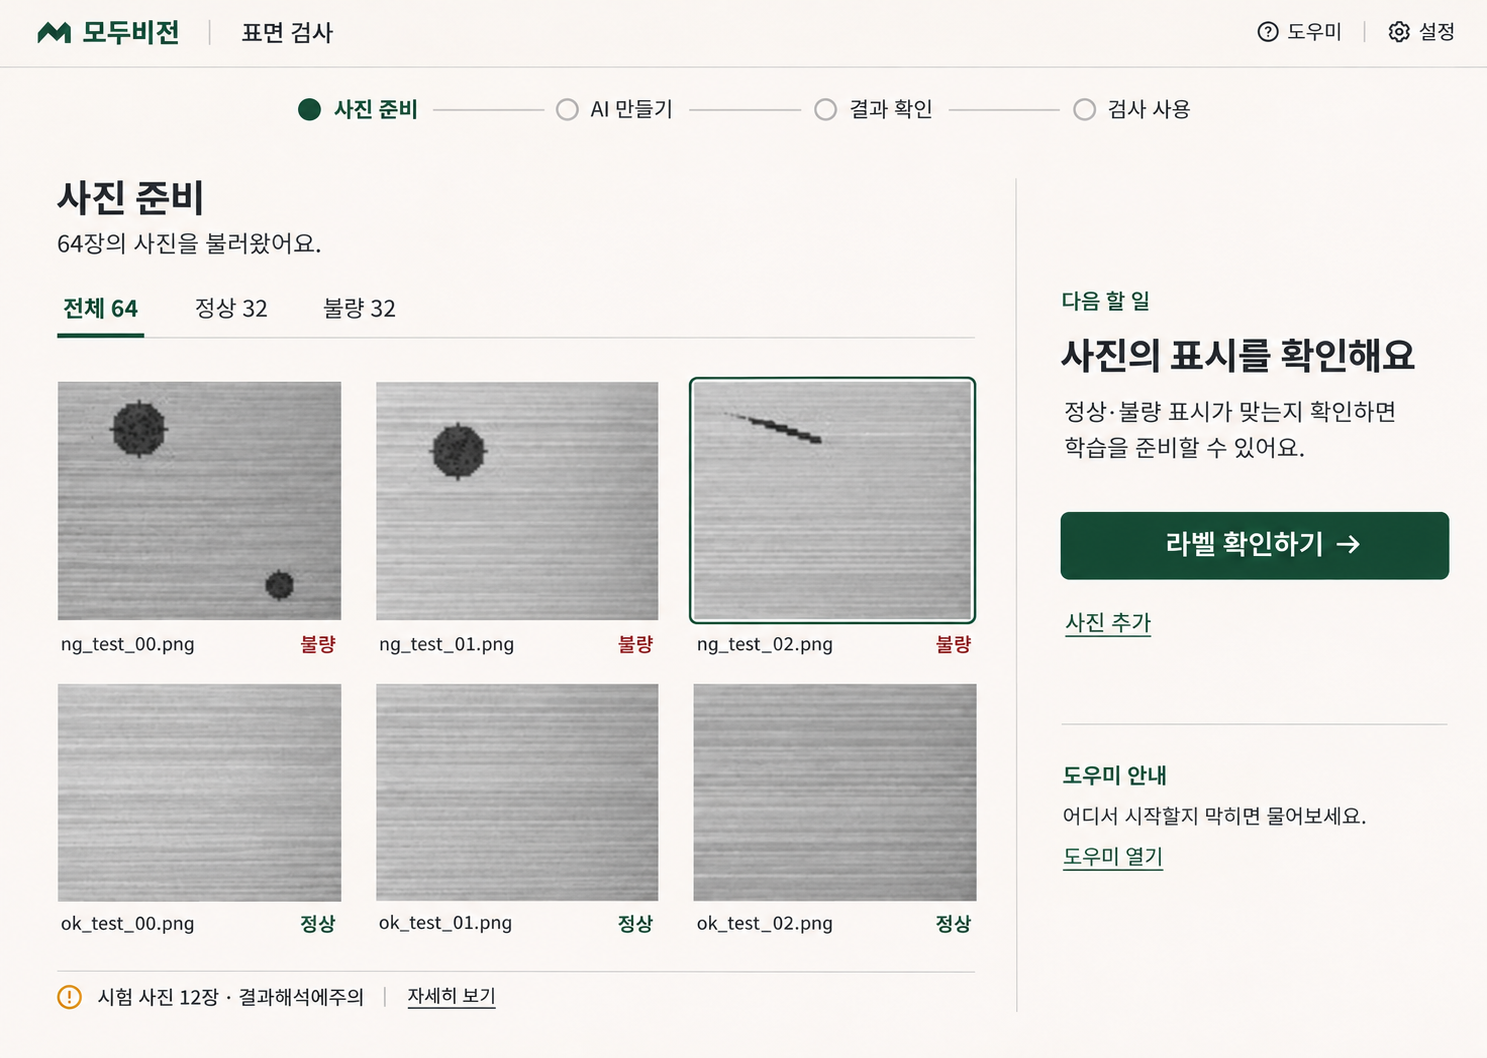 모두비전
표면 검사
도우미
설정
사진 준비
AI 만들기
결과 확인
검사 사용
사진 준비
64장의 사진을 불러왔어요.
전체 64
정상 32
불량 32
ng_test_00.png 불량
ng_test_01.png 불량
ng_test_02.png 불량
ok_test_00.png 정상
ok_test_01.png 정상
ok_test_02.png 정상
시험 사진 12장 · 결과해석에주의
자세히 보기
다음 할 일
사진의 표시를 확인해요
정상·불량 표시가 맞는지 확인하면
학습을 준비할 수 있어요.
라벨 확인하기 →
사진 추가
도우미 안내
어디서 시작할지 막히면 물어보세요.
도우미 열기